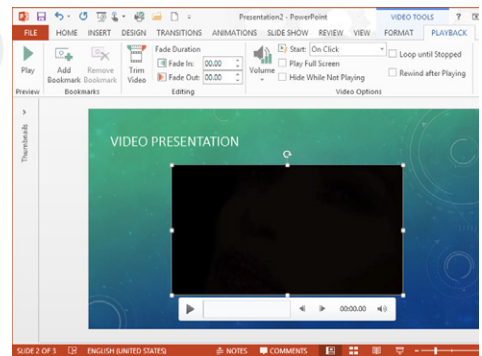 Presentation2 - PowerPoint
VIDEO TOOLS
?
FILE HOME INSERT DESIGN TRANSITIONS ANIMATIONS SLIDE SHOW REVIEW VIEW FORMAT PLAYBACK
Play
Add Bookmark
Remove Bookmark
Trim Video
Fade Duration
Fade In: 00.00
Fade Out: 00.00
Volume
Start: On Click
Play Full Screen
Hide While Not Playing
Loop until Stopped
Rewind after Playing
Preview Bookmarks Editing Video Options
Thumbnails
VIDEO PRESENTATION
00:00.00
SLIDE 2 OF 3 ENGLISH (UNITED STATES) NOTES COMMENTS